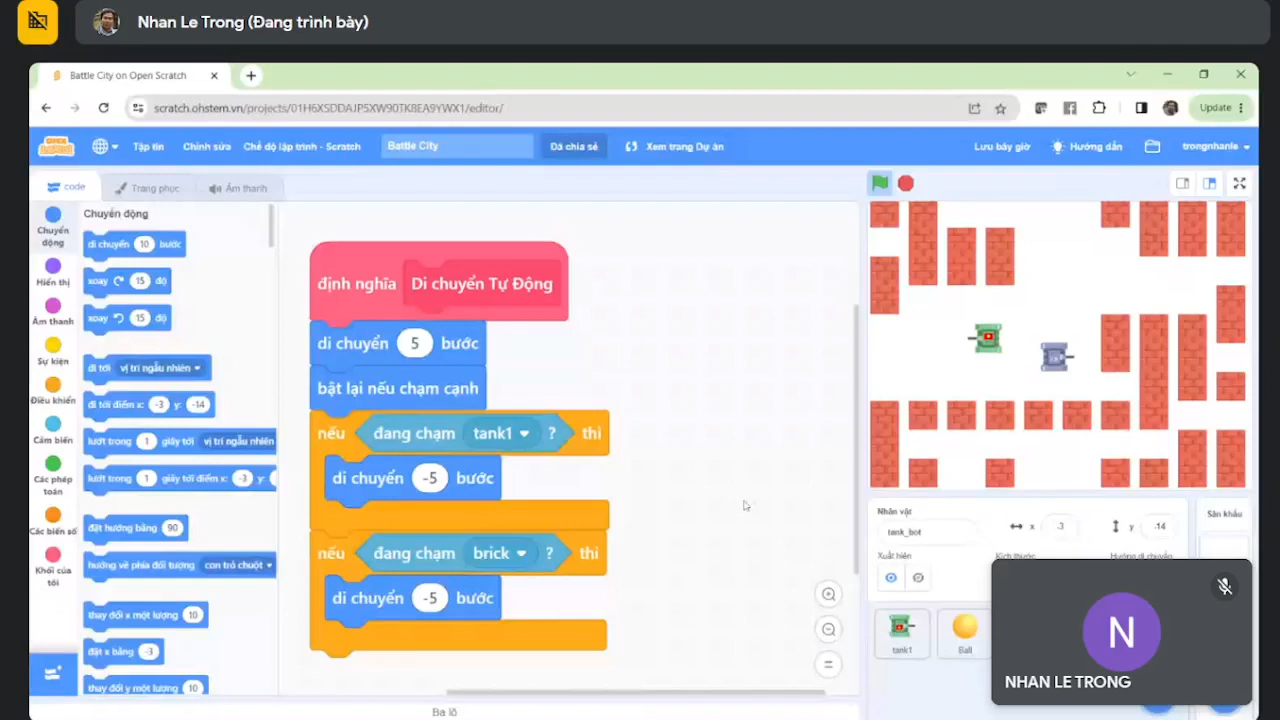 Nhan Le Trong (Đang trình bày)
Battle City on Open Scratch
scratch.ohstem.vn/projects/01H6XSDDAJP5XW90TK8EA9YWX1/editor/
Update
Tập tin
Chỉnh sửa
Chế độ lập trình - Scratch
Battle City
Đã chia sẻ
Xem trang Dự án
Lưu bây giờ
Hướng dẫn
trongnhanle
code
Trang phục
Âm thanh
Chuyển động
Hiển thị
Âm thanh
Sự kiện
Điều khiển
Cảm biến
Các phép toán
Các biến số
Khối của tôi
Chuyển động
di chuyển 10 bước
xoay 15 độ
xoay 15 độ
đi tới vị trí ngẫu nhiên
đi tới điểm x: -3 y: -14
lướt trong 1 giây tới vị trí ngẫu nhiên
lướt trong 1 giây tới điểm x: -3 y:
đặt hướng bằng 90
hướng về phía đối tượng con trỏ chuột
thay đổi x một lượng 10
đặt x bằng -3
thay đổi y một lượng 10
định nghĩa Di chuyển Tự Động
di chuyển 5 bước
bật lại nếu chạm cạnh
nếu đang chạm tank1 ? thì
di chuyển -5 bước
nếu đang chạm brick ? thì
di chuyển -5 bước
Ba lô
Nhân vật
tank_bot
x -3
y -14
Xuất hiện
Kích thước
Hướng di chuyển
Sân khấu
tank1
Ball
N
NHAN LE TRONG